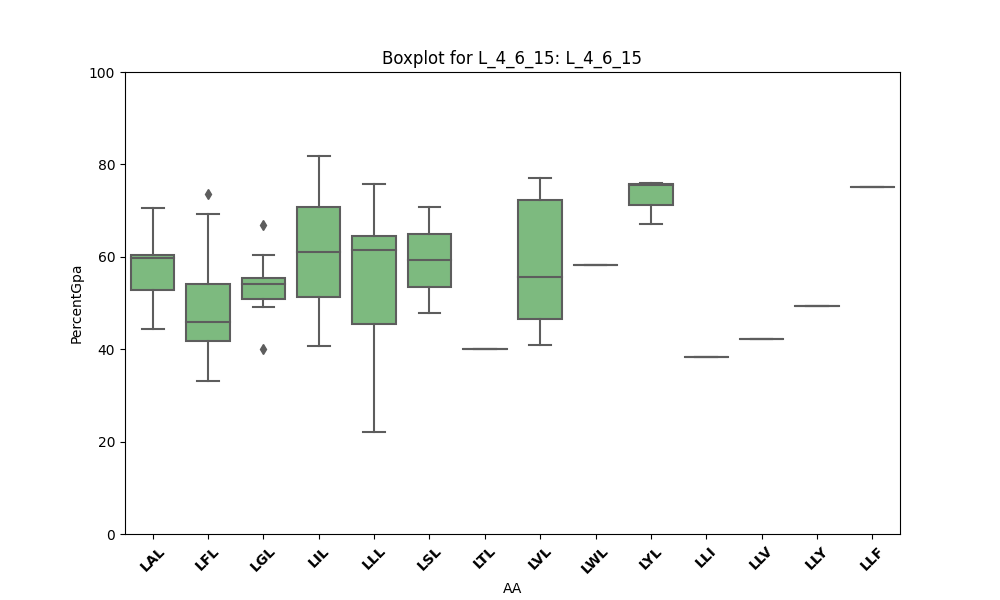 Boxplot for L_4_6_15: L_4_6_15
100
80
60
40
20
0
PercentGpa
LAL LFL LGL LIL LLL LSL LTL LVL LWL LYL LLI LLV LLY LLF
AA